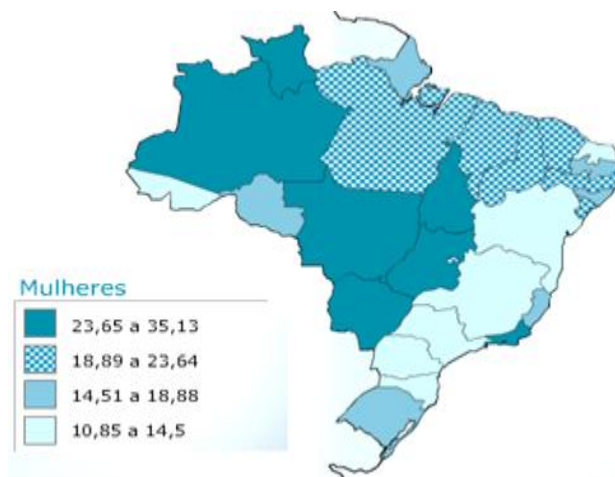 Mulheres
23,65 a 35,13
18,89 a 23,64
14,51 a 18,88
10,85 a 14,5